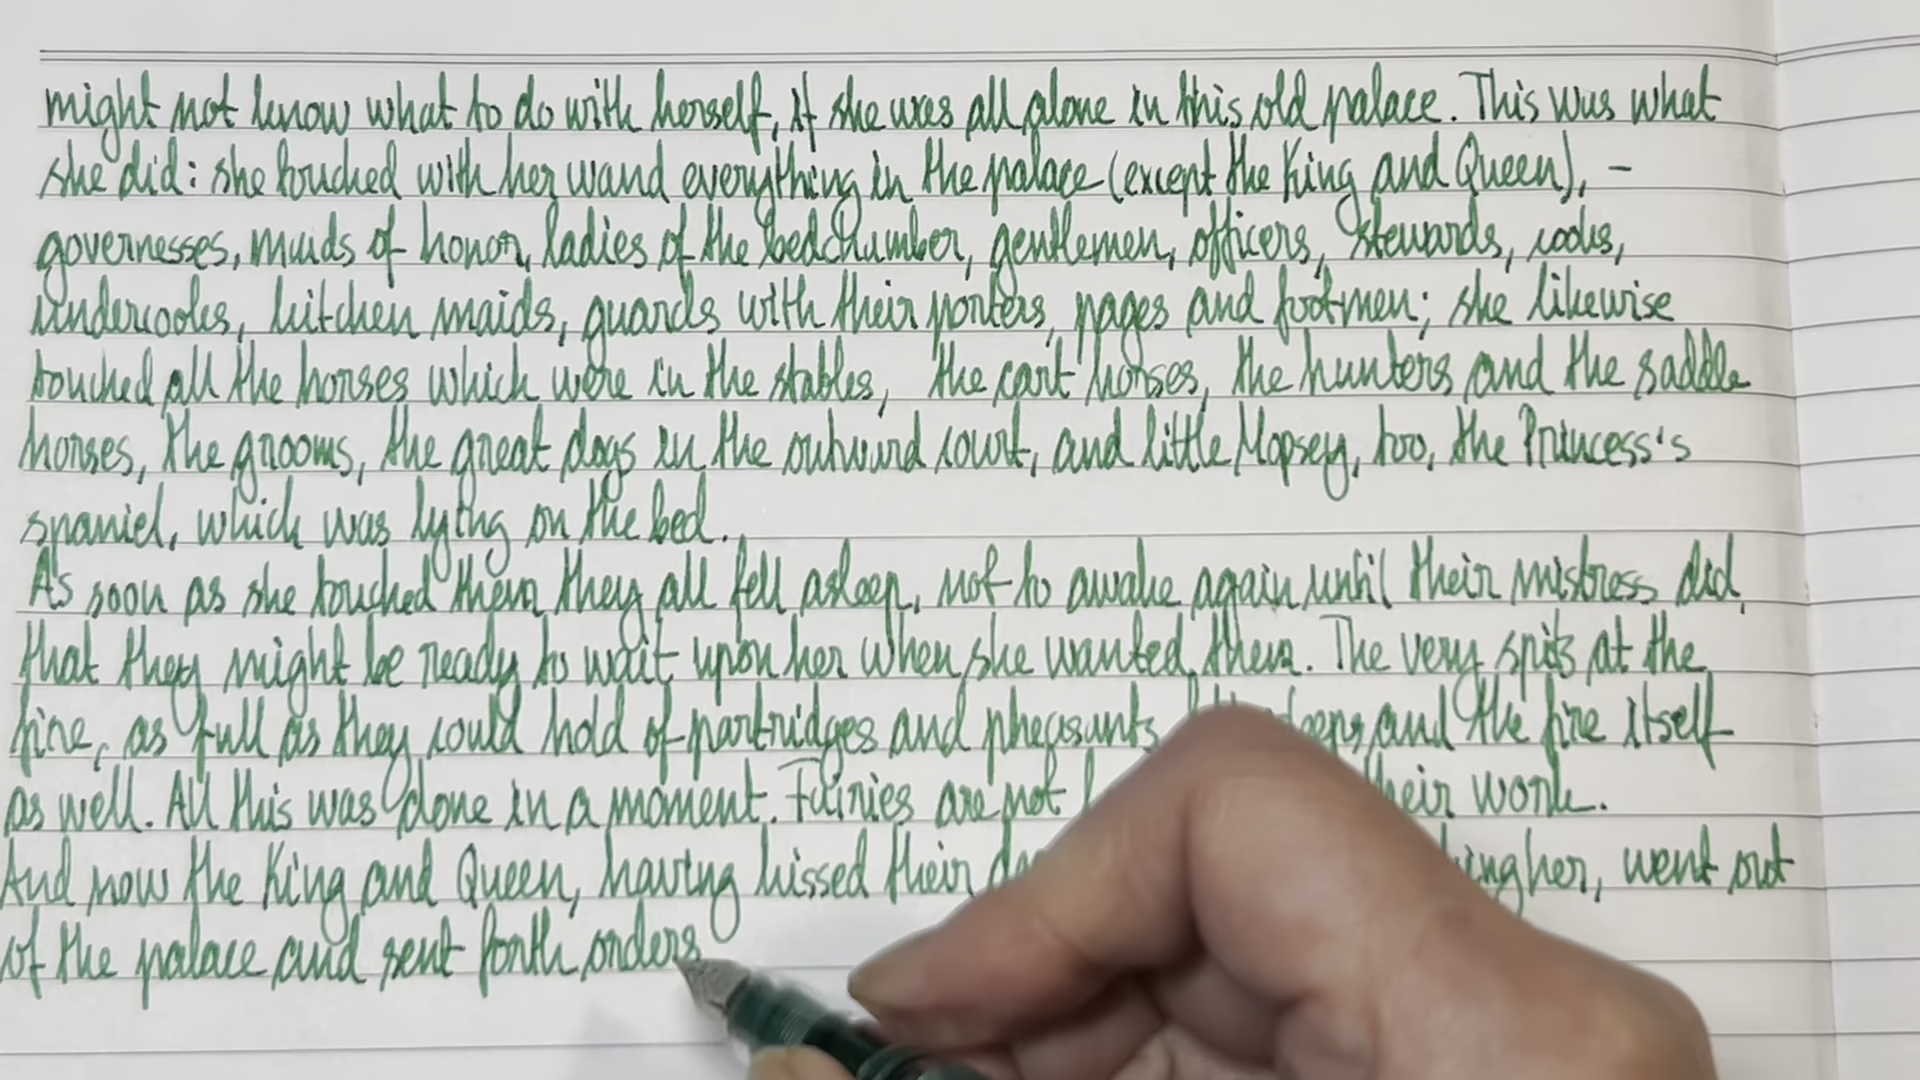 might not know what to do with herself, if she was all alone in this old palace. This was what
she did: she touched with her wand everything in the palace (except the King and Queen), -
governesses, maids of honor, ladies of the bedchamber, gentlemen, officers, stewards, cooks,
undercooks, kitchen maids, guards with their porters, pages and footmen; she likewise
touched all the horses which were in the stables, the cart horses, the hunters and the saddle
horses, the grooms, the great dogs in the outward court, and little Mopsey, too, the Princess's
spaniel, which was lying on the bed.
As soon as she touched them they all fell asleep, not to awake again until their mistress did,
that they might be ready to wait upon her when she wanted them. The very spits at the
fire, as full as they could hold of partridges and pheasants, and the fire itself
as well. All this was done in a moment. Fairies are not their work.
And now the King and Queen, having kissed their her, went out
of the palace and sent forth orders